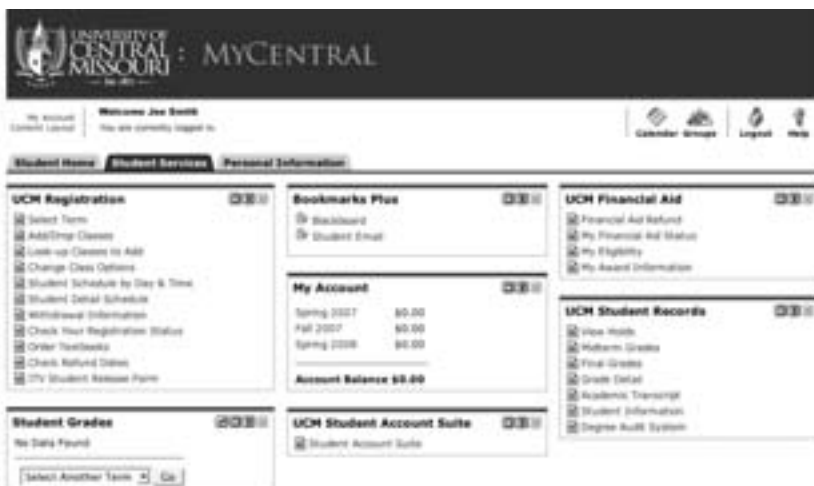 UNIVERSITY OF
CENTRAL
MISSOURI
: MYCENTRAL
My Account
Content Layout
Welcome Joe Smith
You are currently logged in.
Calendar Groups Logout Help
Student Home Student Services Personal Information
UCM Registration
Select Term
Add/Drop Classes
Look-up Classes to Add
Change Class Options
Student Schedule by Day & Time
Student Detail Schedule
Withdrawal Information
Check Your Registration Status
Order Textbooks
Check Refund Dates
ITV Student Release Form
Student Grades
No Data Found
Select Another Term Go
Bookmarks Plus
Blackboard
Student Email
My Account
Spring 2007 $0.00
Fall 2007 $0.00
Spring 2008 $0.00
Account Balance $0.00
UCM Student Account Suite
Student Account Suite
UCM Financial Aid
Financial Aid Refund
My Financial Aid Status
My Eligibility
My Award Information
UCM Student Records
View Holds
Midterm Grades
Final Grades
Grade Detail
Academic Transcript
Student Information
Degree Audit System